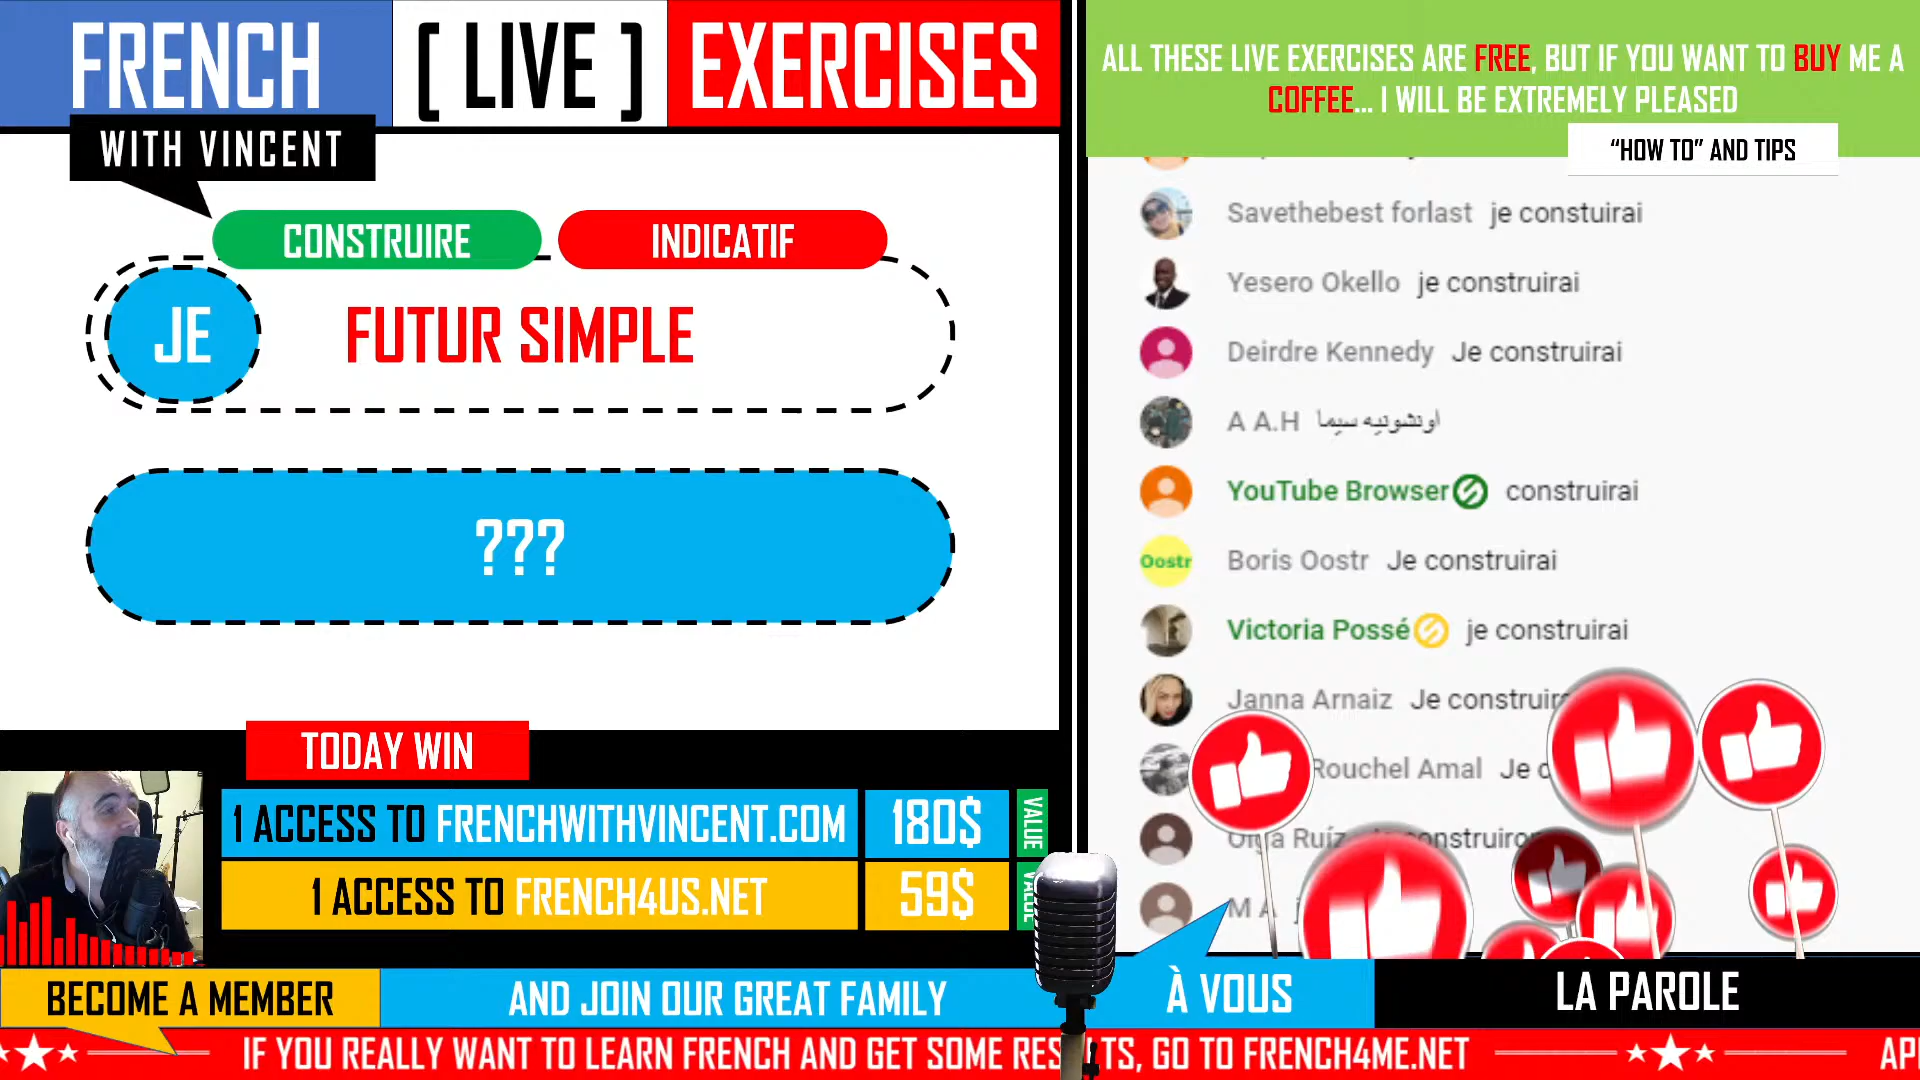 FRENCH [ LIVE ] EXERCISES
WITH VINCENT
CONSTRUIRE INDICATIF
JE FUTUR SIMPLE
???
TODAY WIN
1 ACCESS TO FRENCHWITHVINCENT.COM 180$ VALUE
1 ACCESS TO FRENCH4US.NET 59$ VALUE
BECOME A MEMBER AND JOIN OUR GREAT FAMILY
ALL THESE LIVE EXERCISES ARE FREE, BUT IF YOU WANT TO BUY ME A
COFFEE... I WILL BE EXTREMELY PLEASED
“HOW TO” AND TIPS
Savethebest forlast je constuirai
Yesero Okello je construirai
Deirdre Kennedy Je construirai
A A.H اونشونيه سيما
YouTube Browser construirai
Oostr Boris Oostr Je construirai
Victoria Possé je construirai
Janna Arnaiz Je construir
Rouchel Amal Je c
Olga Ruíz construiron
M A j
À VOUS LA PAROLE
IF YOU REALLY WANT TO LEARN FRENCH AND GET SOME RES TS, GO TO FRENCH4ME.NET